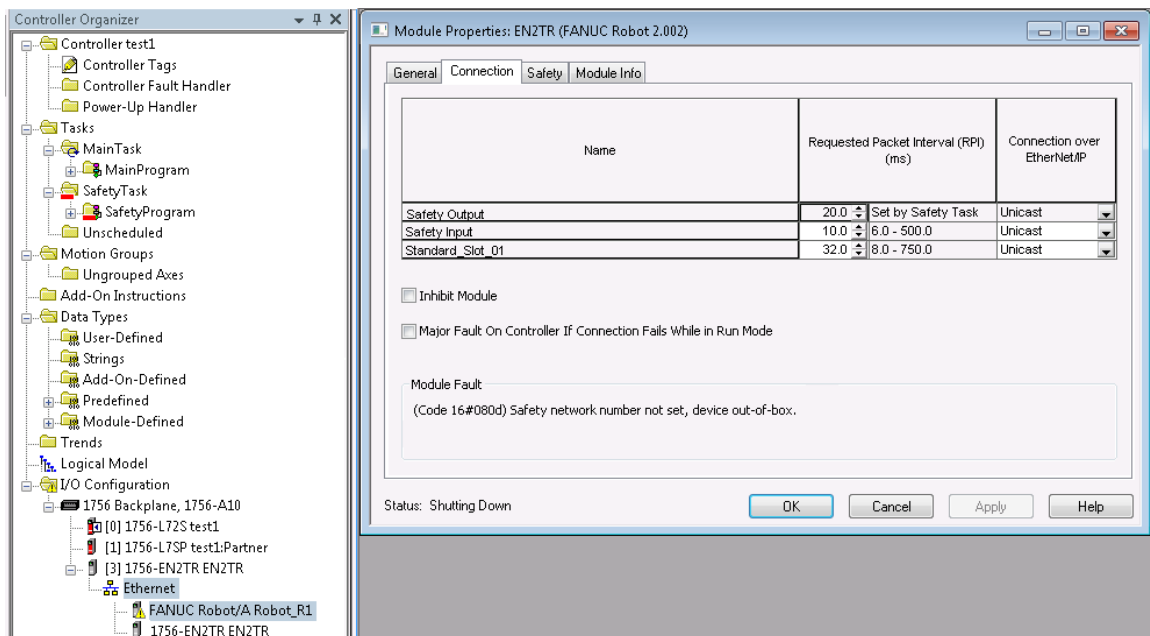 Controller Organizer
Controller test1
Controller Tags
Controller Fault Handler
Power-Up Handler
Tasks
MainTask
MainProgram
SafetyTask
SafetyProgram
Unscheduled
Motion Groups
Ungrouped Axes
Add-On Instructions
Data Types
User-Defined
Strings
Add-On-Defined
Predefined
Module-Defined
Trends
Logical Model
I/O Configuration
1756 Backplane, 1756-A10
[0] 1756-L72S test1
[1] 1756-L7SP test1:Partner
[3] 1756-EN2TR EN2TR
Ethernet
FANUC Robot/A Robot_R1
1756-EN2TR EN2TR
Module Properties: EN2TR (FANUC Robot 2.002)
General Connection Safety Module Info
Name
Requested Packet Interval (RPI)
(ms)
Connection over
EtherNet/IP
Safety Output 20.0 Set by Safety Task Unicast
Safety Input 10.0 6.0 - 500.0 Unicast
Standard_Slot_01 32.0 8.0 - 750.0 Unicast
Inhibit Module
Major Fault On Controller If Connection Fails While in Run Mode
Module Fault
(Code 16#080d) Safety network number not set, device out-of-box.
Status: Shutting Down
OK Cancel Apply Help